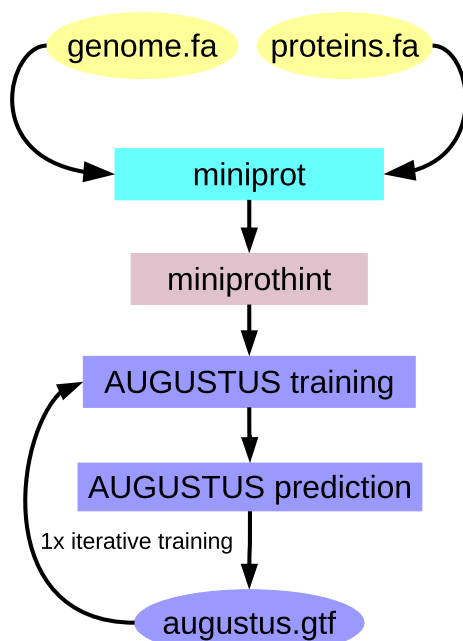 genome.fa
proteins.fa
miniprot
miniprothint
AUGUSTUS training
AUGUSTUS prediction
1x iterative training
augustus.gtf